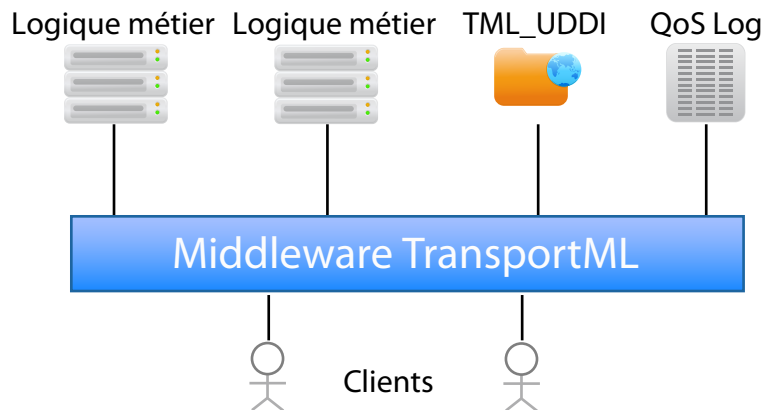 Logique métier Logique métier TML_UDDI QoS Log
Middleware TransportML
Clients